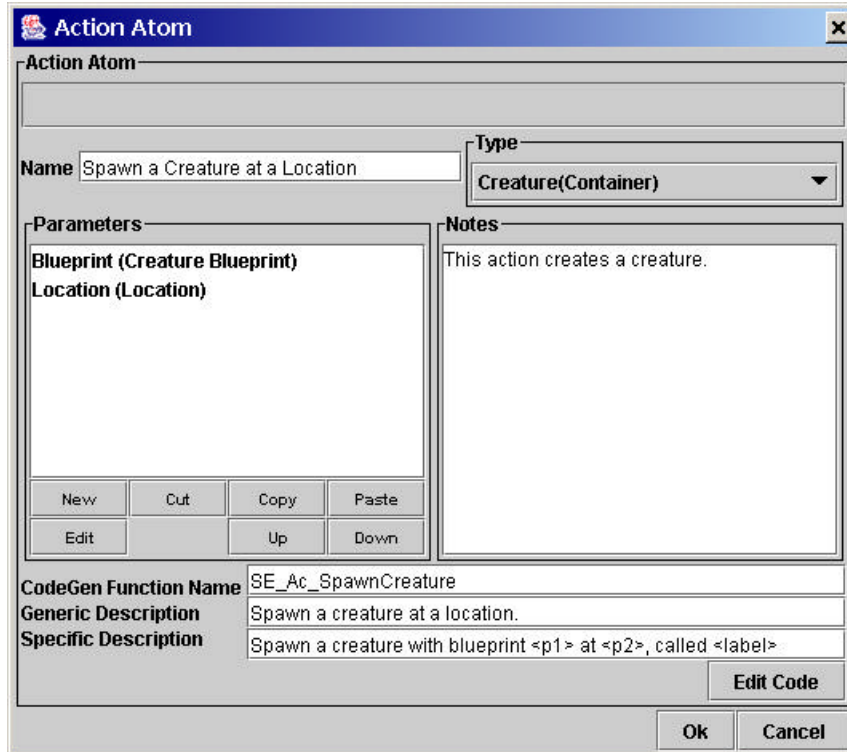 Action Atom
Action Atom
Name Spawn a Creature at a Location
Type
Creature(Container)
Parameters
Blueprint (Creature Blueprint)
Location (Location)
New Cut Copy Paste
Edit Up Down
Notes
This action creates a creature.
CodeGen Function Name SE_Ac_SpawnCreature
Generic Description Spawn a creature at a location.
Specific Description Spawn a creature with blueprint <p1> at <p2>, called <label>
Edit Code
Ok Cancel